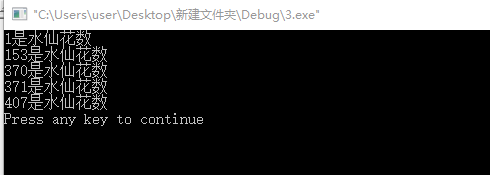 "C:\Users\user\Desktop\新建文件夹\Debug\3.exe"
1是水仙花数
153是水仙花数
370是水仙花数
371是水仙花数
407是水仙花数
Press any key to continue